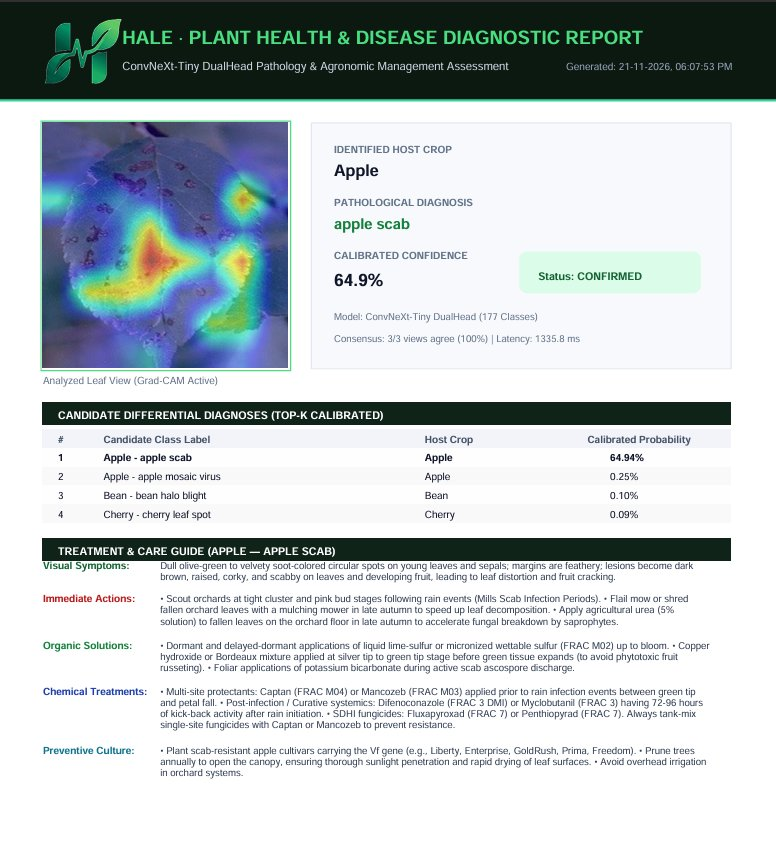 HALE · PLANT HEALTH & DISEASE DIAGNOSTIC REPORT
ConvNeXt-Tiny DualHead Pathology & Agronomic Management Assessment
Generated: 21-11-2026, 06:07:53 PM
IDENTIFIED HOST CROP
Apple
PATHOLOGICAL DIAGNOSIS
apple scab
CALIBRATED CONFIDENCE
64.9%
Status: CONFIRMED
Model: ConvNeXt-Tiny DualHead (177 Classes)
Consensus: 3/3 views agree (100%) | Latency: 1335.8 ms
Analyzed Leaf View (Grad-CAM Active)
CANDIDATE DIFFERENTIAL DIAGNOSES (TOP-K CALIBRATED)
# Candidate Class Label Host Crop Calibrated Probability
1 Apple - apple scab Apple 64.94%
2 Apple - apple mosaic virus Apple 0.25%
3 Bean - bean halo blight Bean 0.10%
4 Cherry - cherry leaf spot Cherry 0.09%
TREATMENT & CARE GUIDE (APPLE — APPLE SCAB)
Visual Symptoms: Dull olive-green to velvety soot-colored circular spots on young leaves and sepals; margins are feathery; lesions become dark
brown, raised, corky, and scabby on leaves and developing fruit, leading to leaf distortion and fruit cracking.
Immediate Actions: • Scout orchards at tight cluster and pink bud stages following rain events (Mills Scab Infection Periods). • Flail mow or shred
fallen orchard leaves with a mulching mower in late autumn to speed up leaf decomposition. • Apply agricultural urea (5%
solution) to fallen leaves on the orchard floor in late autumn to accelerate fungal breakdown by saprophytes.
Organic Solutions: • Dormant and delayed-dormant applications of liquid lime-sulfur or micronized wettable sulfur (FRAC M02) up to bloom. • Copper
hydroxide or Bordeaux mixture applied at silver tip to green tip stage before green tissue expands (to avoid phytotoxic fruit
russeting). • Foliar applications of potassium bicarbonate during active scab ascospore discharge.
Chemical Treatments: • Multi-site protectants: Captan (FRAC M04) or Mancozeb (FRAC M03) applied prior to rain infection events between green tip
and petal fall. • Post-infection / Curative systemics: Difenoconazole (FRAC 3 DMI) or Myclobutanil (FRAC 3) having 72-96 hours
of kick-back activity after rain initiation. • SDHI fungicides: Fluxapyroxad (FRAC 7) or Penthiopyrad (FRAC 7). Always tank-mix
single-site fungicides with Captan or Mancozeb to prevent resistance.
Preventive Culture: • Plant scab-resistant apple cultivars carrying the Vf gene (e.g., Liberty, Enterprise, GoldRush, Prima, Freedom). • Prune trees
annually to open the canopy, ensuring thorough sunlight penetration and rapid drying of leaf surfaces. • Avoid overhead irrigation
in orchard systems.